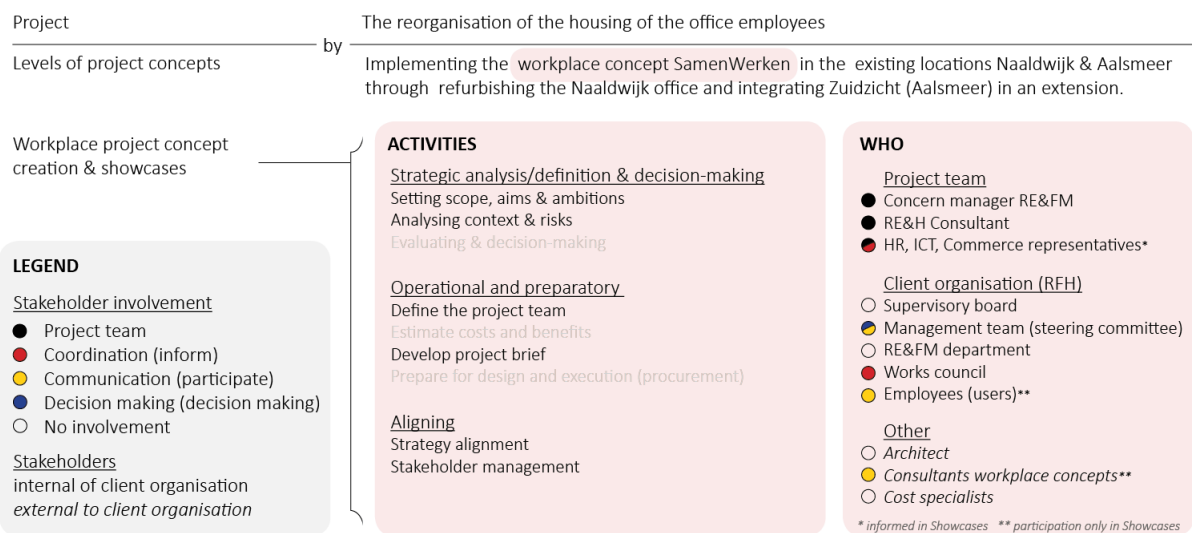 Project
The reorganisation of the housing of the office employees
by
Levels of project concepts
Implementing the workplace concept SamenWerken in the existing locations Naaldwijk & Aalsmeer
through refurbishing the Naaldwijk office and integrating Zuidzicht (Aalsmeer) in an extension.
Workplace project concept
creation & showcases
ACTIVITIES
Strategic analysis/definition & decision-making
Setting scope, aims & ambitions
Analysing context & risks
Evaluating & decision-making
Operational and preparatory
Define the project team
Estimate costs and benefits
Develop project brief
Prepare for design and execution (procurement)
Aligning
Strategy alignment
Stakeholder management
WHO
Project team
Concern manager RE&FM
RE&H Consultant
HR, ICT, Commerce representatives*
Client organisation (RFH)
Supervisory board
Management team (steering committee)
RE&FM department
Works council
Employees (users)**
Other
Architect
Consultants workplace concepts**
Cost specialists
* informed in Showcases ** participation only in Showcases
LEGEND
Stakeholder involvement
Project team
Coordination (inform)
Communication (participate)
Decision making (decision making)
No involvement
Stakeholders
internal of client organisation
external to client organisation